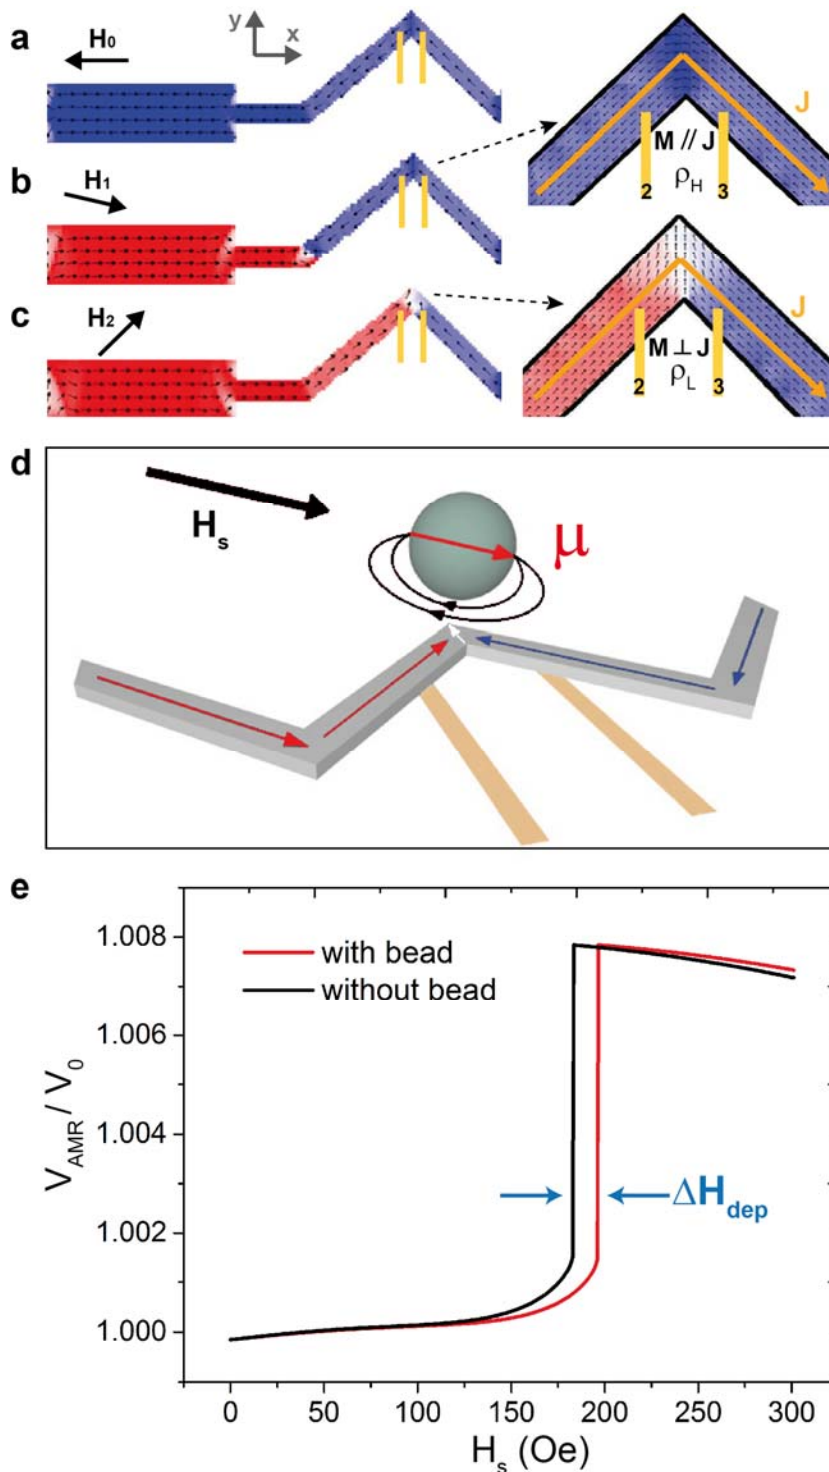 a
H₀
y
x
J
M // J
ρH
2
3
b
H₁
c
H₂
J
M ⊥ J
ρL
2
3
d
Hs
μ
e
1.008
1.006
1.004
1.002
1.000
VAMR / V₀
with bead
without bead
ΔHdep
0
50
100
150
200
250
300
Hs (Oe)